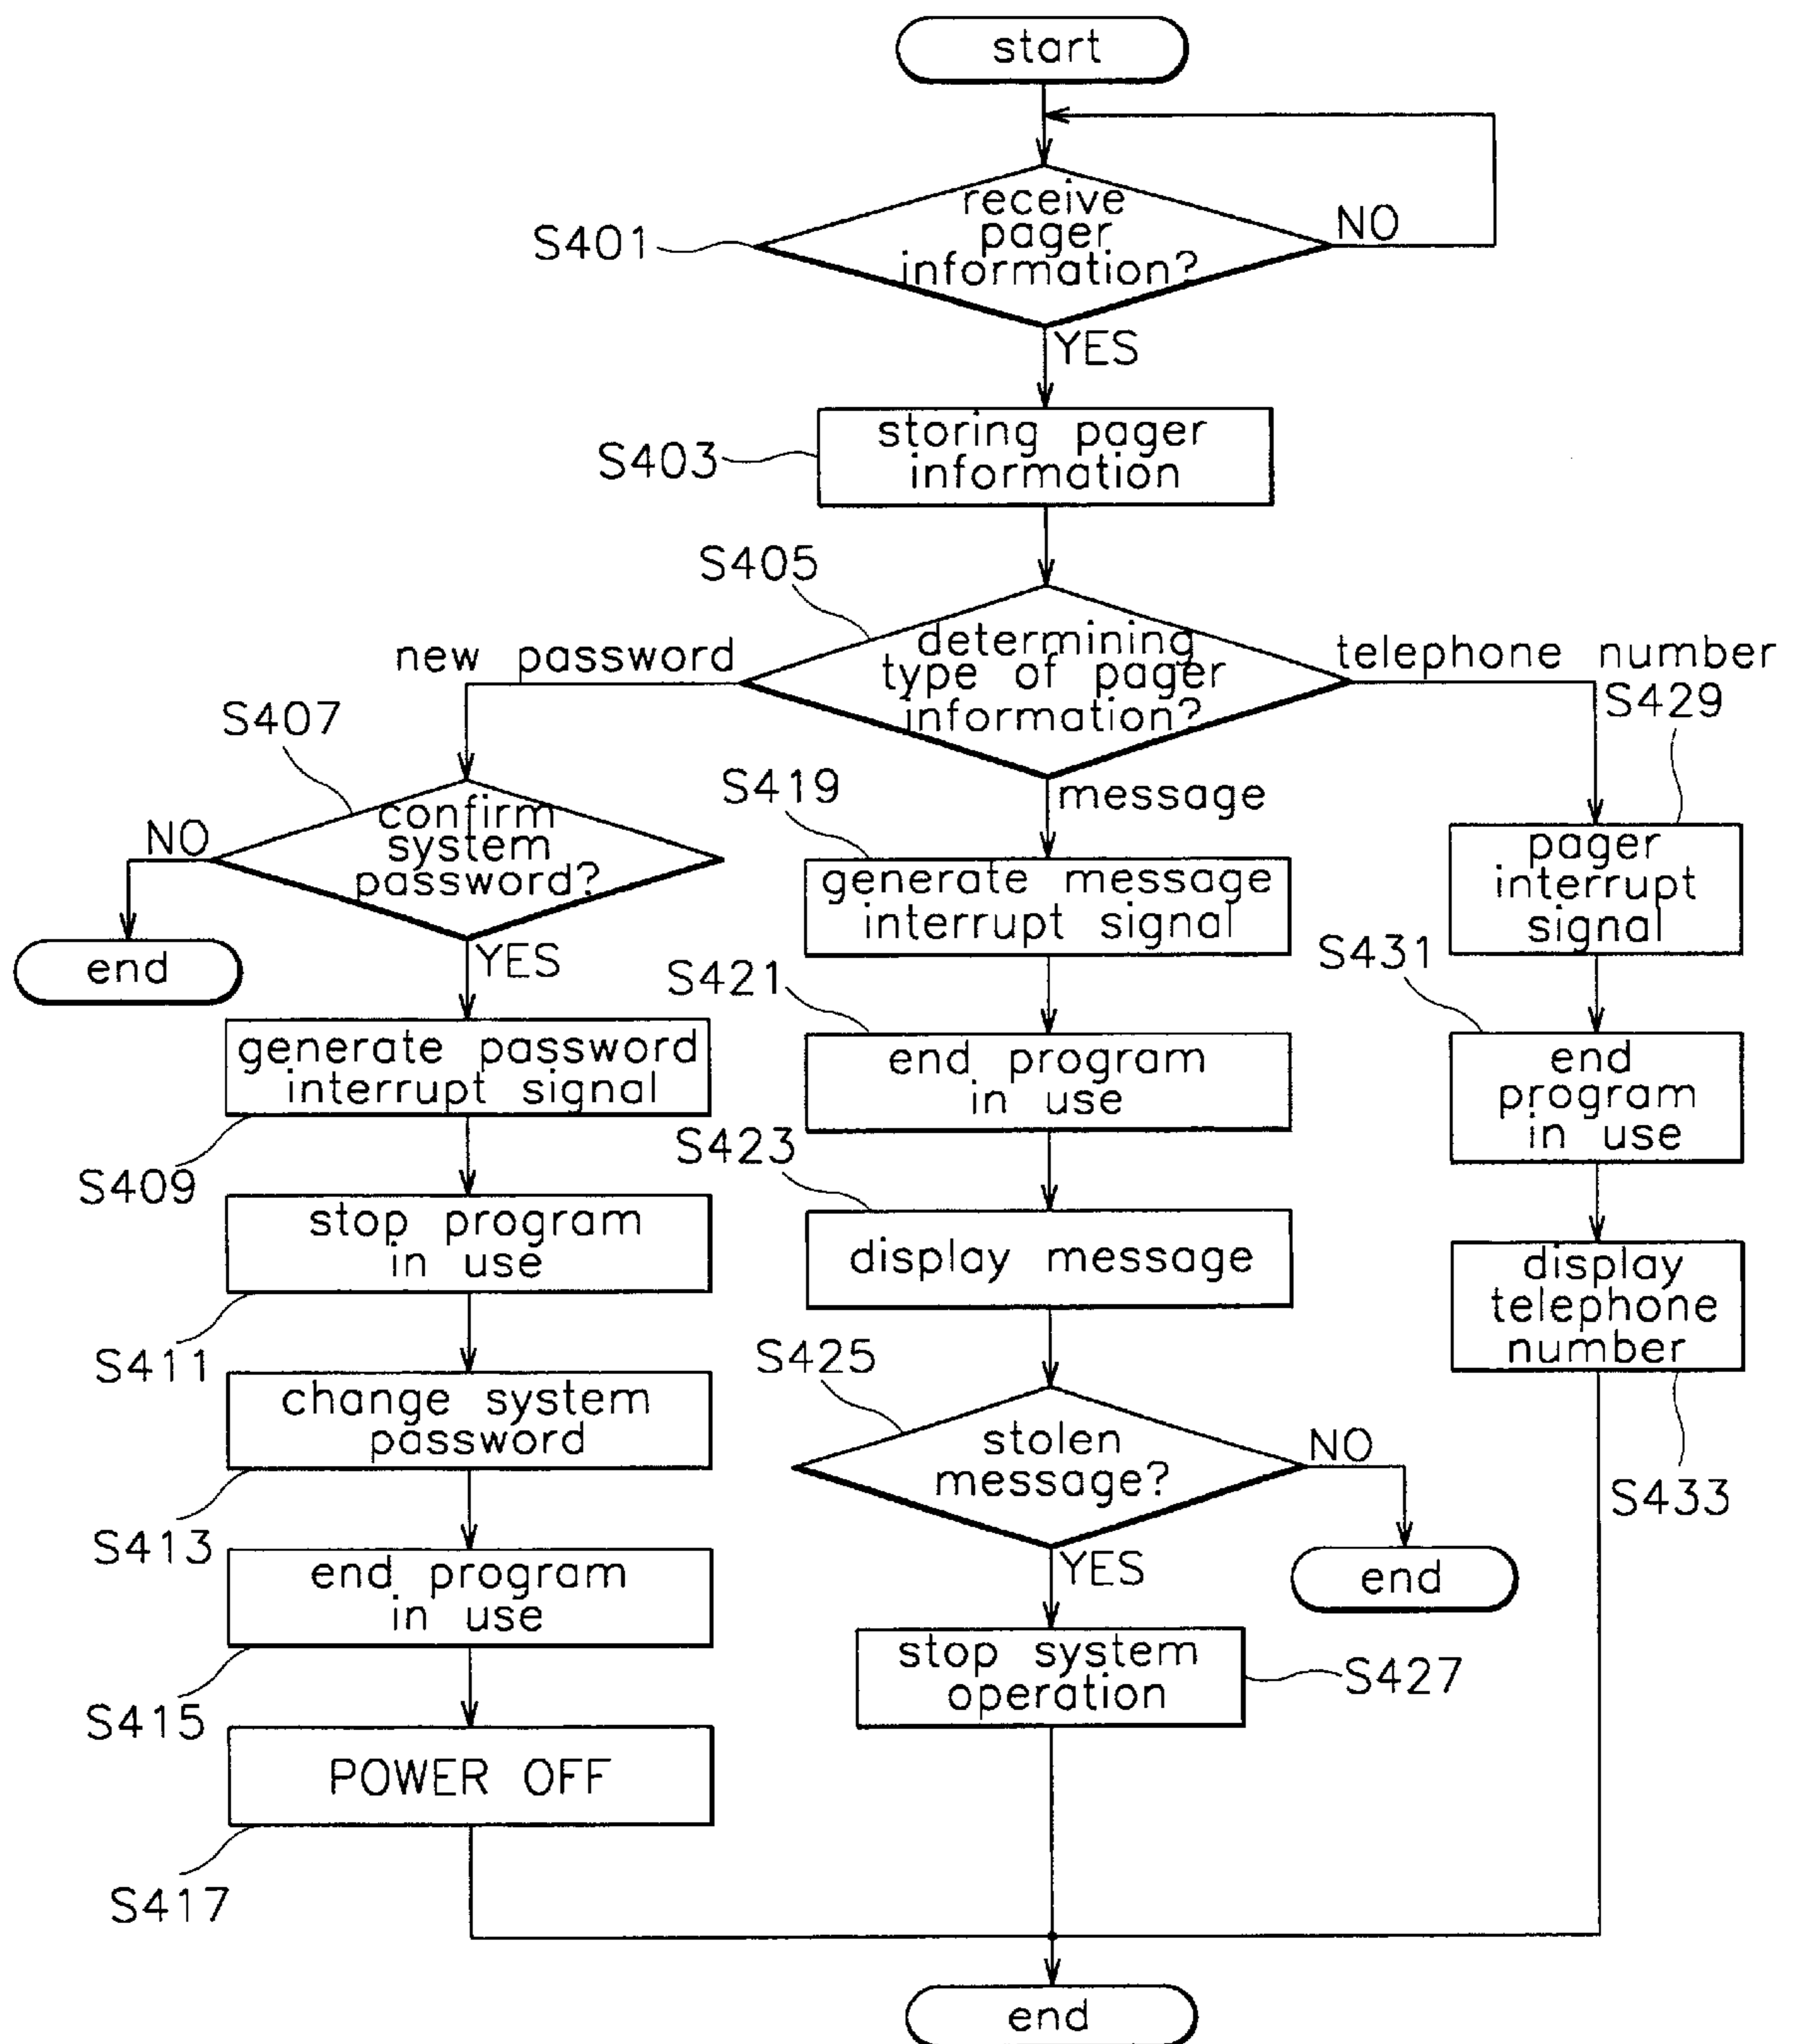 start
receive
pager
information?
NO
S401
YES
storing pager
information
S403
S405
determining
type of pager
information?
new password
telephone number
message
S407
confirm
system
password?
NO
end
YES
generate password
interrupt signal
S409
stop program
in use
S411
change system
password
S413
end program
in use
S415
POWER OFF
S417
S419
generate message
interrupt signal
S421
end program
in use
S423
display message
S425
stolen
message?
NO
end
YES
stop system
operation
S427
S429
pager
interrupt
signal
S431
end
program
in use
display
telephone
number
S433
end